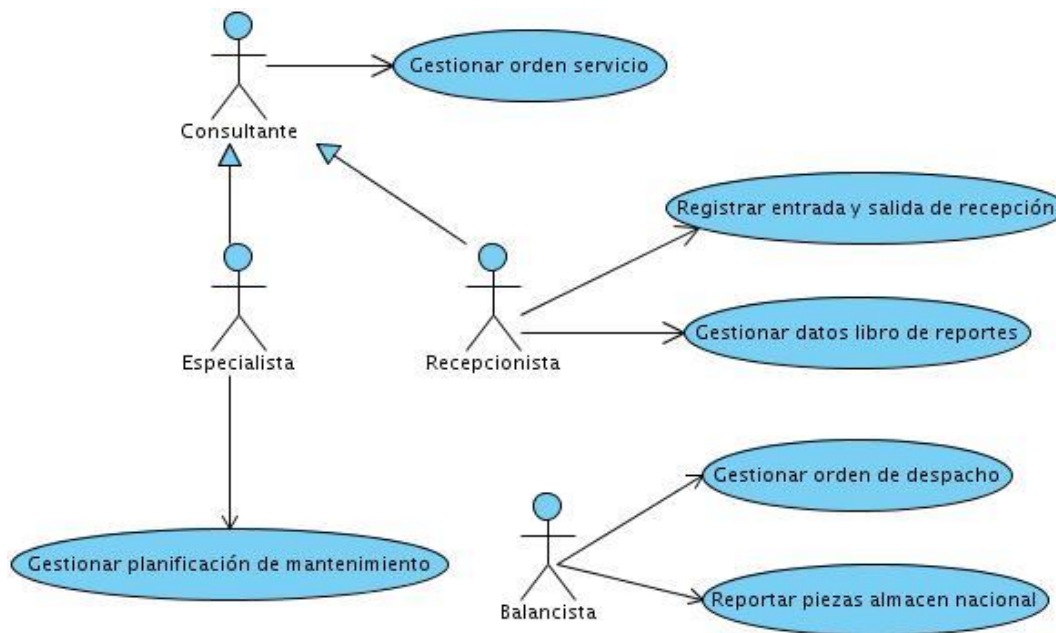 Gestionar orden servicio
Consultante
Registrar entrada y salida de recepción
Gestionar datos libro de reportes
Especialista
Recepcionista
Gestionar orden de despacho
Gestionar planificación de mantenimiento
Reportar piezas almacen nacional
Balancista